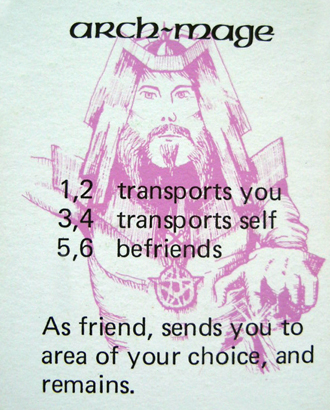 arch-mage
1,2 transports you
3,4 transports self
5,6 befriends
As friend, sends you to
area of your choice, and
remains.